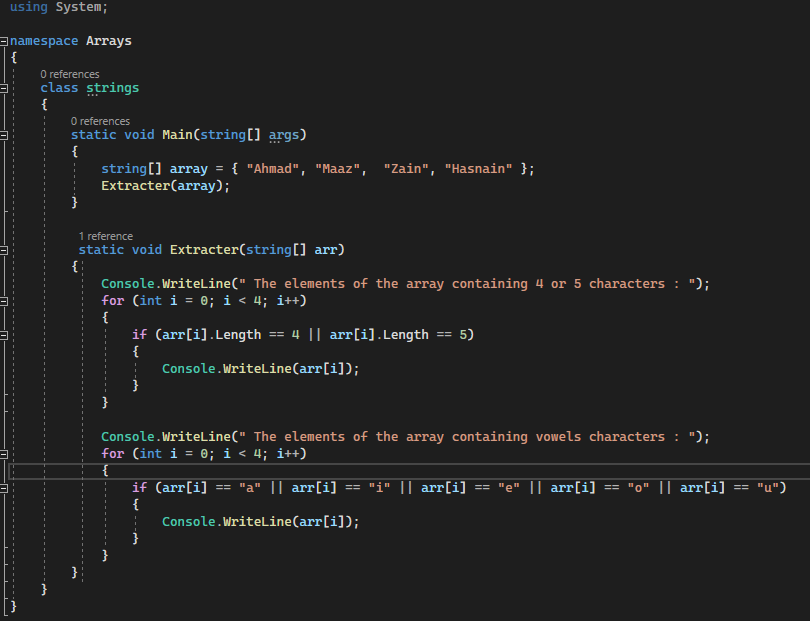 using System;
namespace Arrays
{
0 references
class strings
{
0 references
static void Main(string[] args)
{
string[] array = { "Ahmad", "Maaz",  "Zain", "Hasnain" };
Extracter(array);
}
1 reference
static void Extracter(string[] arr)
{
Console.WriteLine(" The elements of the array containing 4 or 5 characters : ");
for (int i = 0; i < 4; i++)
{
if (arr[i].Length == 4 || arr[i].Length == 5)
{
Console.WriteLine(arr[i]);
}
}
Console.WriteLine(" The elements of the array containing vowels characters : ");
for (int i = 0; i < 4; i++)
{
if (arr[i] == "a" || arr[i] == "i" || arr[i] == "e" || arr[i] == "o" || arr[i] == "u")
{
Console.WriteLine(arr[i]);
}
}
}
}
}